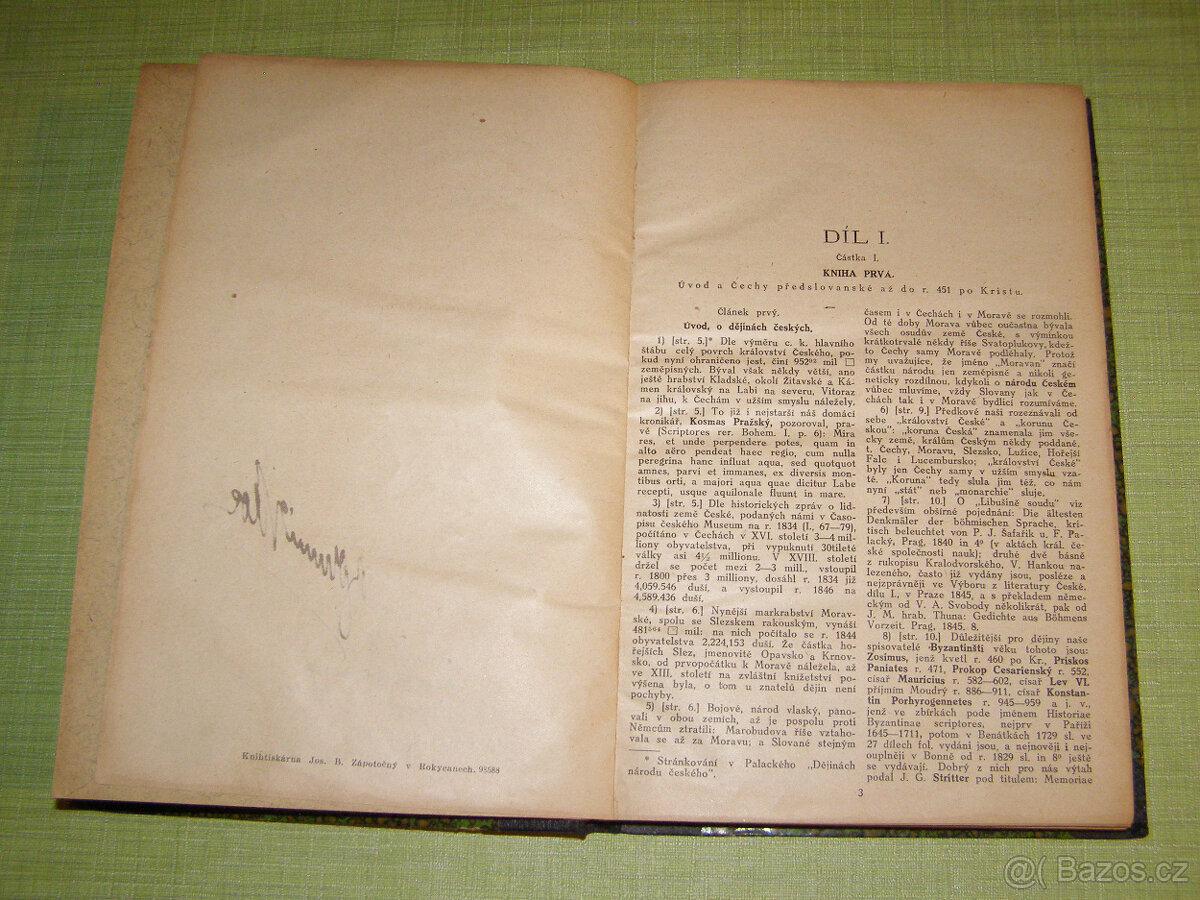 Knihtiskárna Jos. B. Zápotočný v Rokycanech. 93588
DÍL I.
Částka I.
KNIHA PRVÁ.
Úvod a Čechy předslovanské až do r. 451 po Kristu.
Článek prvý.
Úvod, o dějinách českých.
1) [str. 5.]* Dle výměru c. k. hlavního
štábu celý povrch království Českého, po-
kud nyní ohraničeno jest, činí 952⁹² mil □
zeměpisných. Býval však někdy větší, ano
ještě hrabství Kladské, okolí Žitavské a Ká-
men královský na Labi na severu, Vitoraz
na jihu, k Čechám v užším smyslu náležely.
2) [str. 5.] To již i nejstarší náš domácí
kronikář, Kosmas Pražský, pozoroval, pra-
vě (Scriptores rer. Bohem. I. p. 6): Mira
res, et unde perpendere potes, quam in
alto aëro pendeat haec regio, cum nulla
peregrina hanc influat aqua, sed quotquot
amnes, parvi et immanes, ex diversis mon-
tibus orti, a majori aqua quae dicitur Labe
recepti, usque aquilonale fluunt in mare.
3) [str. 5.] Dle historických zpráv o lid-
natosti země České, podaných námi v Časo-
pisu českého Museum na r. 1834 (I., 67—79),
počítáno v Čechách v XVI. století 3—4 mil-
liony obyvatelstva, při vypuknutí 30tileté
války asi 4½ millionu. V XVIII. století
držel se počet mezi 2—3 mill., vstoupil
r. 1800 přes 3 milliony, dosáhl r. 1834 již
4,059.546 duší, a vystoupil r. 1846 na
4,589.436 duší.
4) [str. 6.] Nynější markrabství Morav-
ské, spolu se Slezskem rakouským, vynáší
481⁵⁶⁴ □ mil: na nich počítalo se r. 1844
obyvatelstva 2,224,153 duší. Že částka ho-
řejších Slez, jmenovitě Opavsko a Krnov-
sko, od prvopočátku k Moravě náležela, až
ve XIII. století na zvláštní knížetství po-
výšena byla, o tom u znatelů dějin není
pochyby.
5) [str. 6.] Bojové, národ vlaský, pano-
vali v obou zemích, až je pospolu proti
Němcům ztratili: Marobudova říše vztaho-
vala se až za Moravu; a Slované stejným
* Stránkování v Palackého „Dějinách
národu českého".
časem i v Čechách i v Moravě se rozmohli.
Od té doby Morava vůbec oučastna bývala
všech osudův země České, s výminkou
krátkotrvalé někdy říše Svatoplukovy, kdež-
to Čechy samy Moravě podléhaly. Protož
my uvažujíce, že jméno „Moravan" značí
částku národu jen zeměpisné a nikoli ge-
neticky rozdílnou, kdykoli o národu Českém
vůbec mluvíme, vždy Slovany jak v Če-
chách tak i v Moravě bydlící rozumíváme.
6) [str. 9.] Předkové naši rozeznávali od
sebe „království České" a „korunu Če-
skou": „koruna Česká" znamenala jim vše-
cky země, králům Českým někdy poddané,
t. Čechy, Moravu, Slezsko, Lužice, Hořejší
Falc i Lucembursko; „království České"
byly jen Čechy samy v užším smyslu vza-
té. „Koruna" tedy slula jim též, co nám
nyní „stát" neb „monarchie" sluje.
7) [str. 10.] O „Libušině soudu" viz
především obšírné pojednání: Die ältesten
Denkmäler der böhmischen Sprache, kri-
tisch beleuchtet von P. J. Šafařik u. F. Pa-
lacký, Prag, 1840 in 4⁰ (v aktách král. če-
ské společnosti nauk); druhé dvě básně
z rukopisu Kralodvorského, V. Hankou na-
lezeného, často již vydány jsou, posléze a
nejzprávněji ve Výboru z literatury České,
dílu I., v Praze 1845, a s překladem němec-
kým od V. A. Svobody několikrát, pak od
J. M. hrab. Thuna: Gedichte aus Böhmens
Vorzeit. Prag, 1845. 8.
8) [str. 10.] Důležitější pro dějiny naše
spisovatelé Byzantinští věku tohoto jsou:
Zosimus, jenž kvetl r. 460 po Kr., Priskos
Paniates r. 471, Prokop Cesarienský r. 552,
císař Mauricius r. 582—602, císař Lev VI.
příjmím Moudrý r. 886—911, císař Konstan-
tin Porhyrogennetes r. 945—959 a j. v.,
jenž ve zbírkách pode jménem Historiae
Byzantinae scriptores, nejprv v Paříži
1645—1711, potom v Benátkách 1729 sl. ve
27 dílech fol. vydáni jsou, a nejnověji i nej-
ouplněji v Bonně od r. 1829 sl. in 8⁰ ještě
se vydávají. Dobrý z nich pro nás výtah
podal J. G. Stritter pod titulem: Memoriae
3
@( Bazos.cz